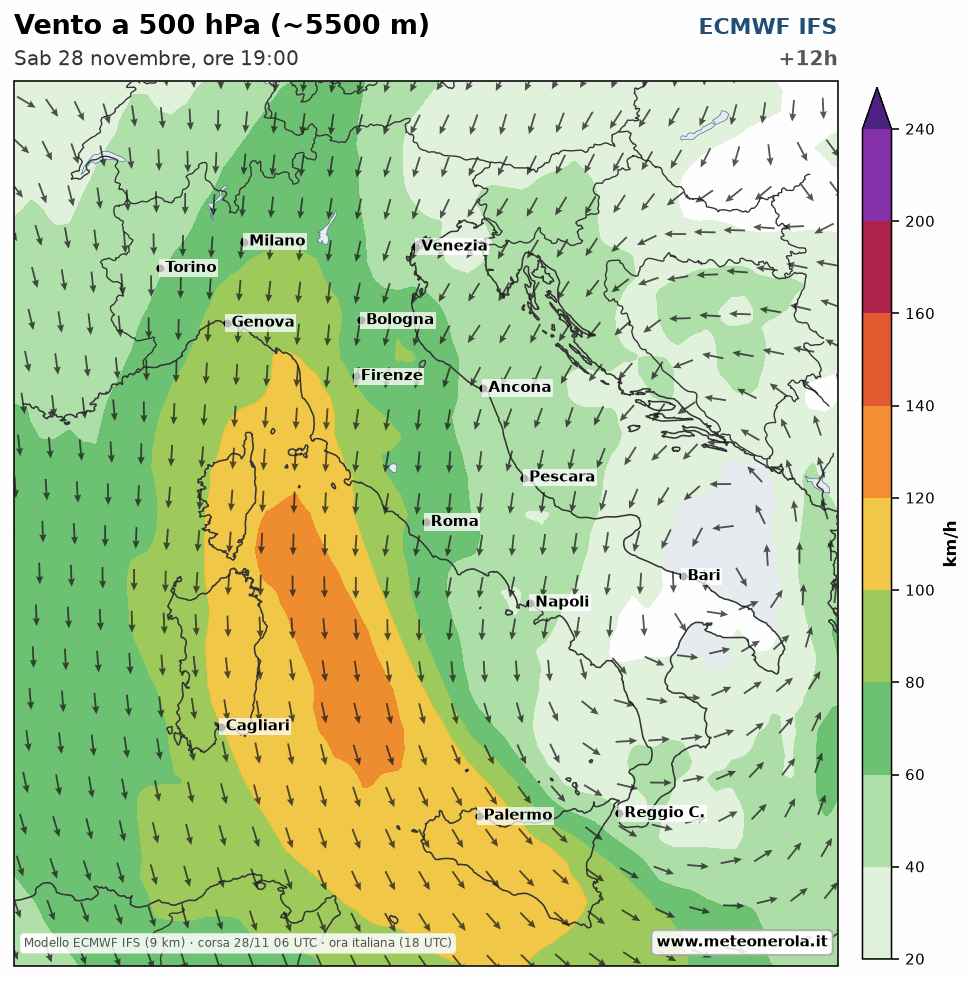 Vento a 500 hPa (~5500 m)
ECMWF IFS
Sab 28 novembre, ore 19:00
+12h
Milano
Venezia
Torino
Genova
Bologna
Firenze
Ancona
Pescara
Roma
Bari
Napoli
Cagliari
Palermo
Reggio C.
240
220
200
160
140
120
100
80
60
40
20
km/h
Modello ECMWF IFS (9 km) · corsa 28/11 06 UTC · ora italiana (18 UTC)
www.meteonerola.it